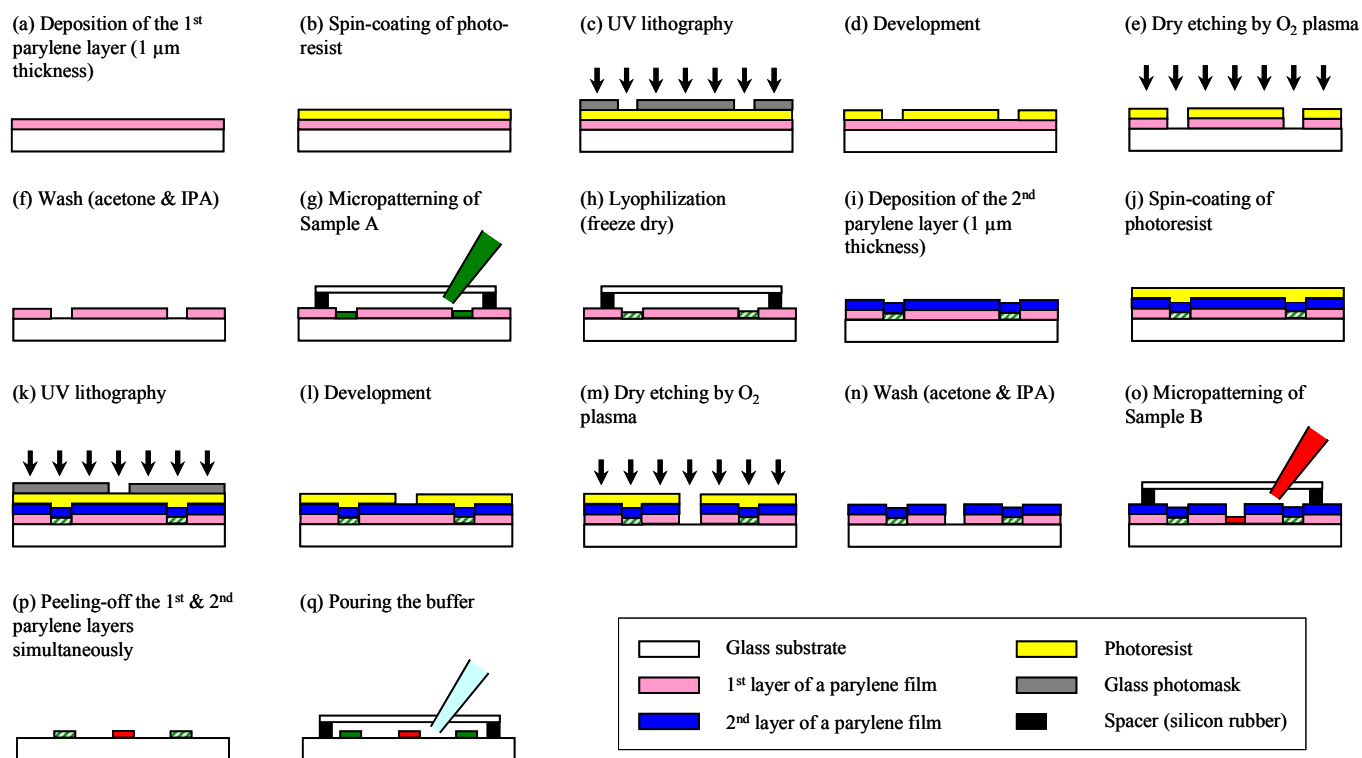 (a) Deposition of the 1st
parylene layer (1 µm
thickness)
(b) Spin-coating of photo-
resist
(c) UV lithography
(d) Development
(e) Dry etching by O2 plasma
(f) Wash (acetone & IPA)
(g) Micropatterning of
Sample A
(h) Lyophilization
(freeze dry)
(i) Deposition of the 2nd
parylene layer (1 µm
thickness)
(j) Spin-coating of
photoresist
(k) UV lithography
(l) Development
(m) Dry etching by O2
plasma
(n) Wash (acetone & IPA)
(o) Micropatterning of
Sample B
(p) Peeling-off the 1st & 2nd
parylene layers
simultaneously
(q) Pouring the buffer
Glass substrate
1st layer of a parylene film
2nd layer of a parylene film
Photoresist
Glass photomask
Spacer (silicon rubber)